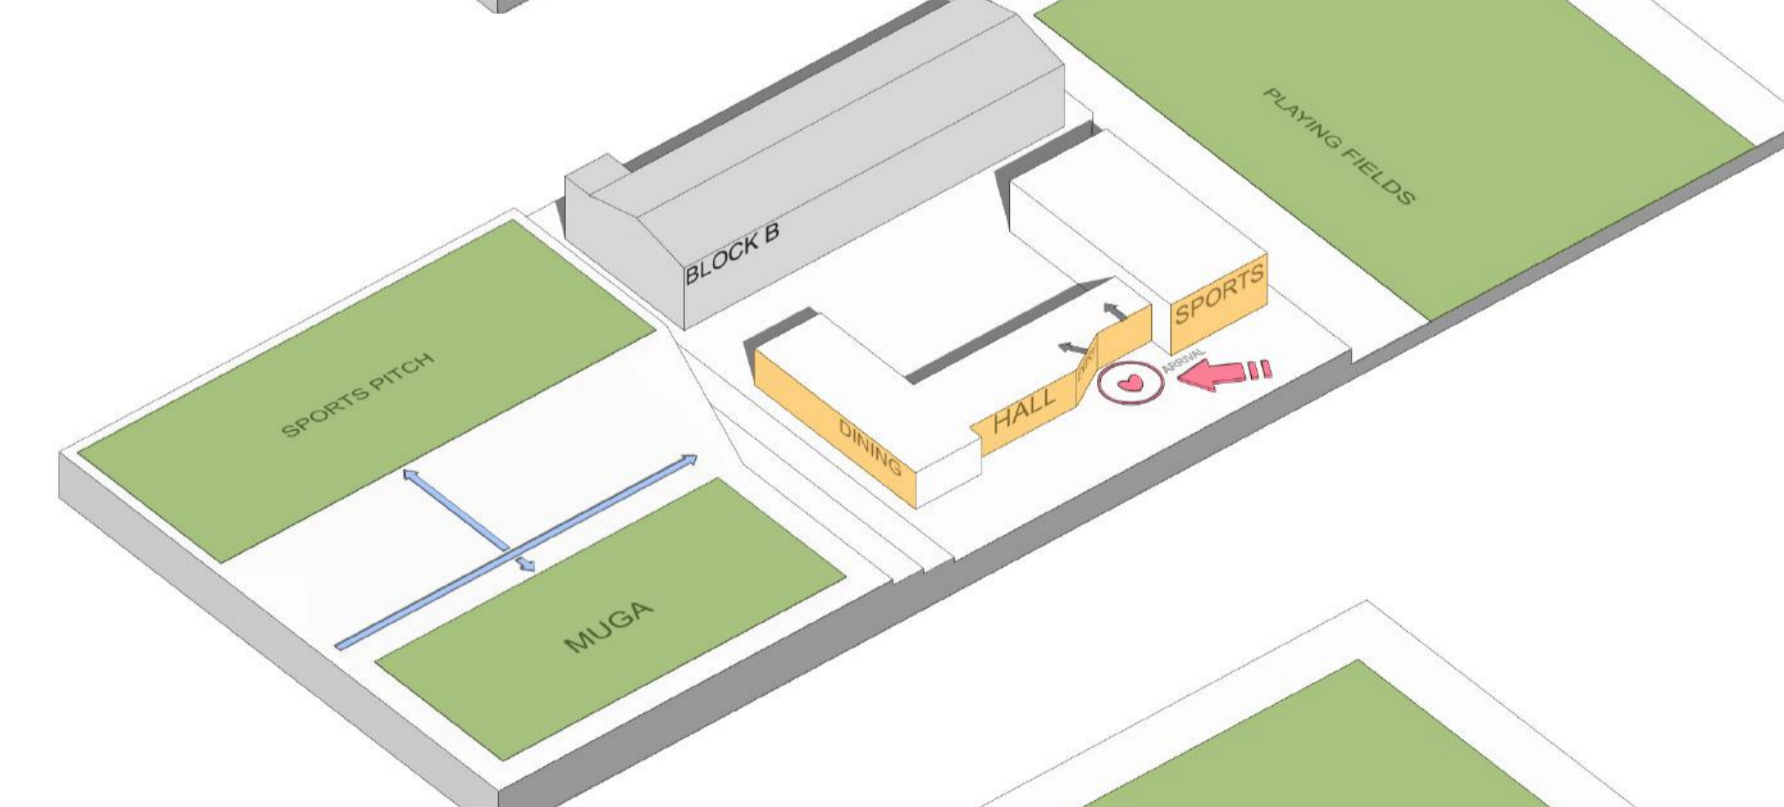 PLAYING FIELDS
BLOCK B
SPORTS
SPORTS PITCH
ARRIVAL
HALL
DINING
MUGA